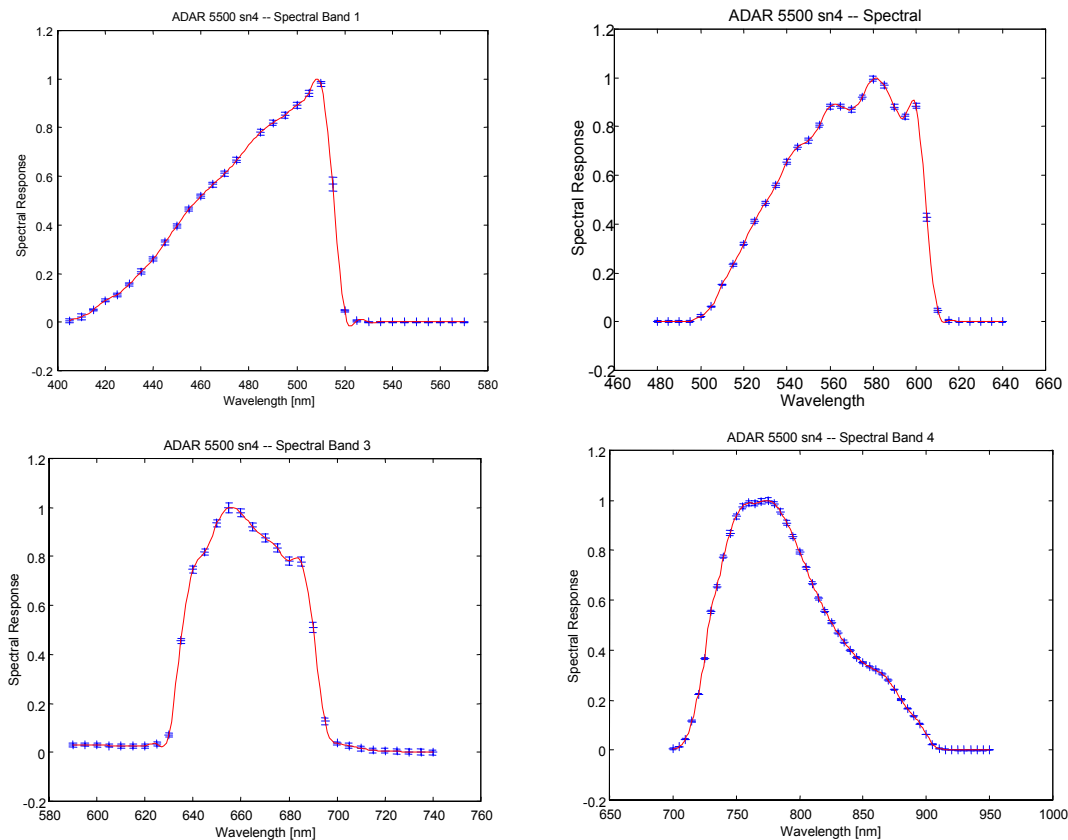 ADAR 5500 sn4 -- Spectral Band 1
1.2
1
0.8
0.6
0.4
0.2
0
-0.2
Spectral Response
400 420 440 460 480 500 520 540 560 580
Wavelength [nm]
ADAR 5500 sn4 -- Spectral
1.2
1
0.8
0.6
0.4
0.2
0
-0.2
Spectral Response
460 480 500 520 540 560 580 600 620 640 660
Wavelength
ADAR 5500 sn4 -- Spectral Band 3
1.2
1
0.8
0.6
0.4
0.2
0
-0.2
Spectral Response
580 600 620 640 660 680 700 720 740 760
Wavelength [nm]
ADAR 5500 sn4 -- Spectral Band 4
1.2
1
0.8
0.6
0.4
0.2
0
-0.2
Spectral Response
650 700 750 800 850 900 950 1000
Wavelength [nm]